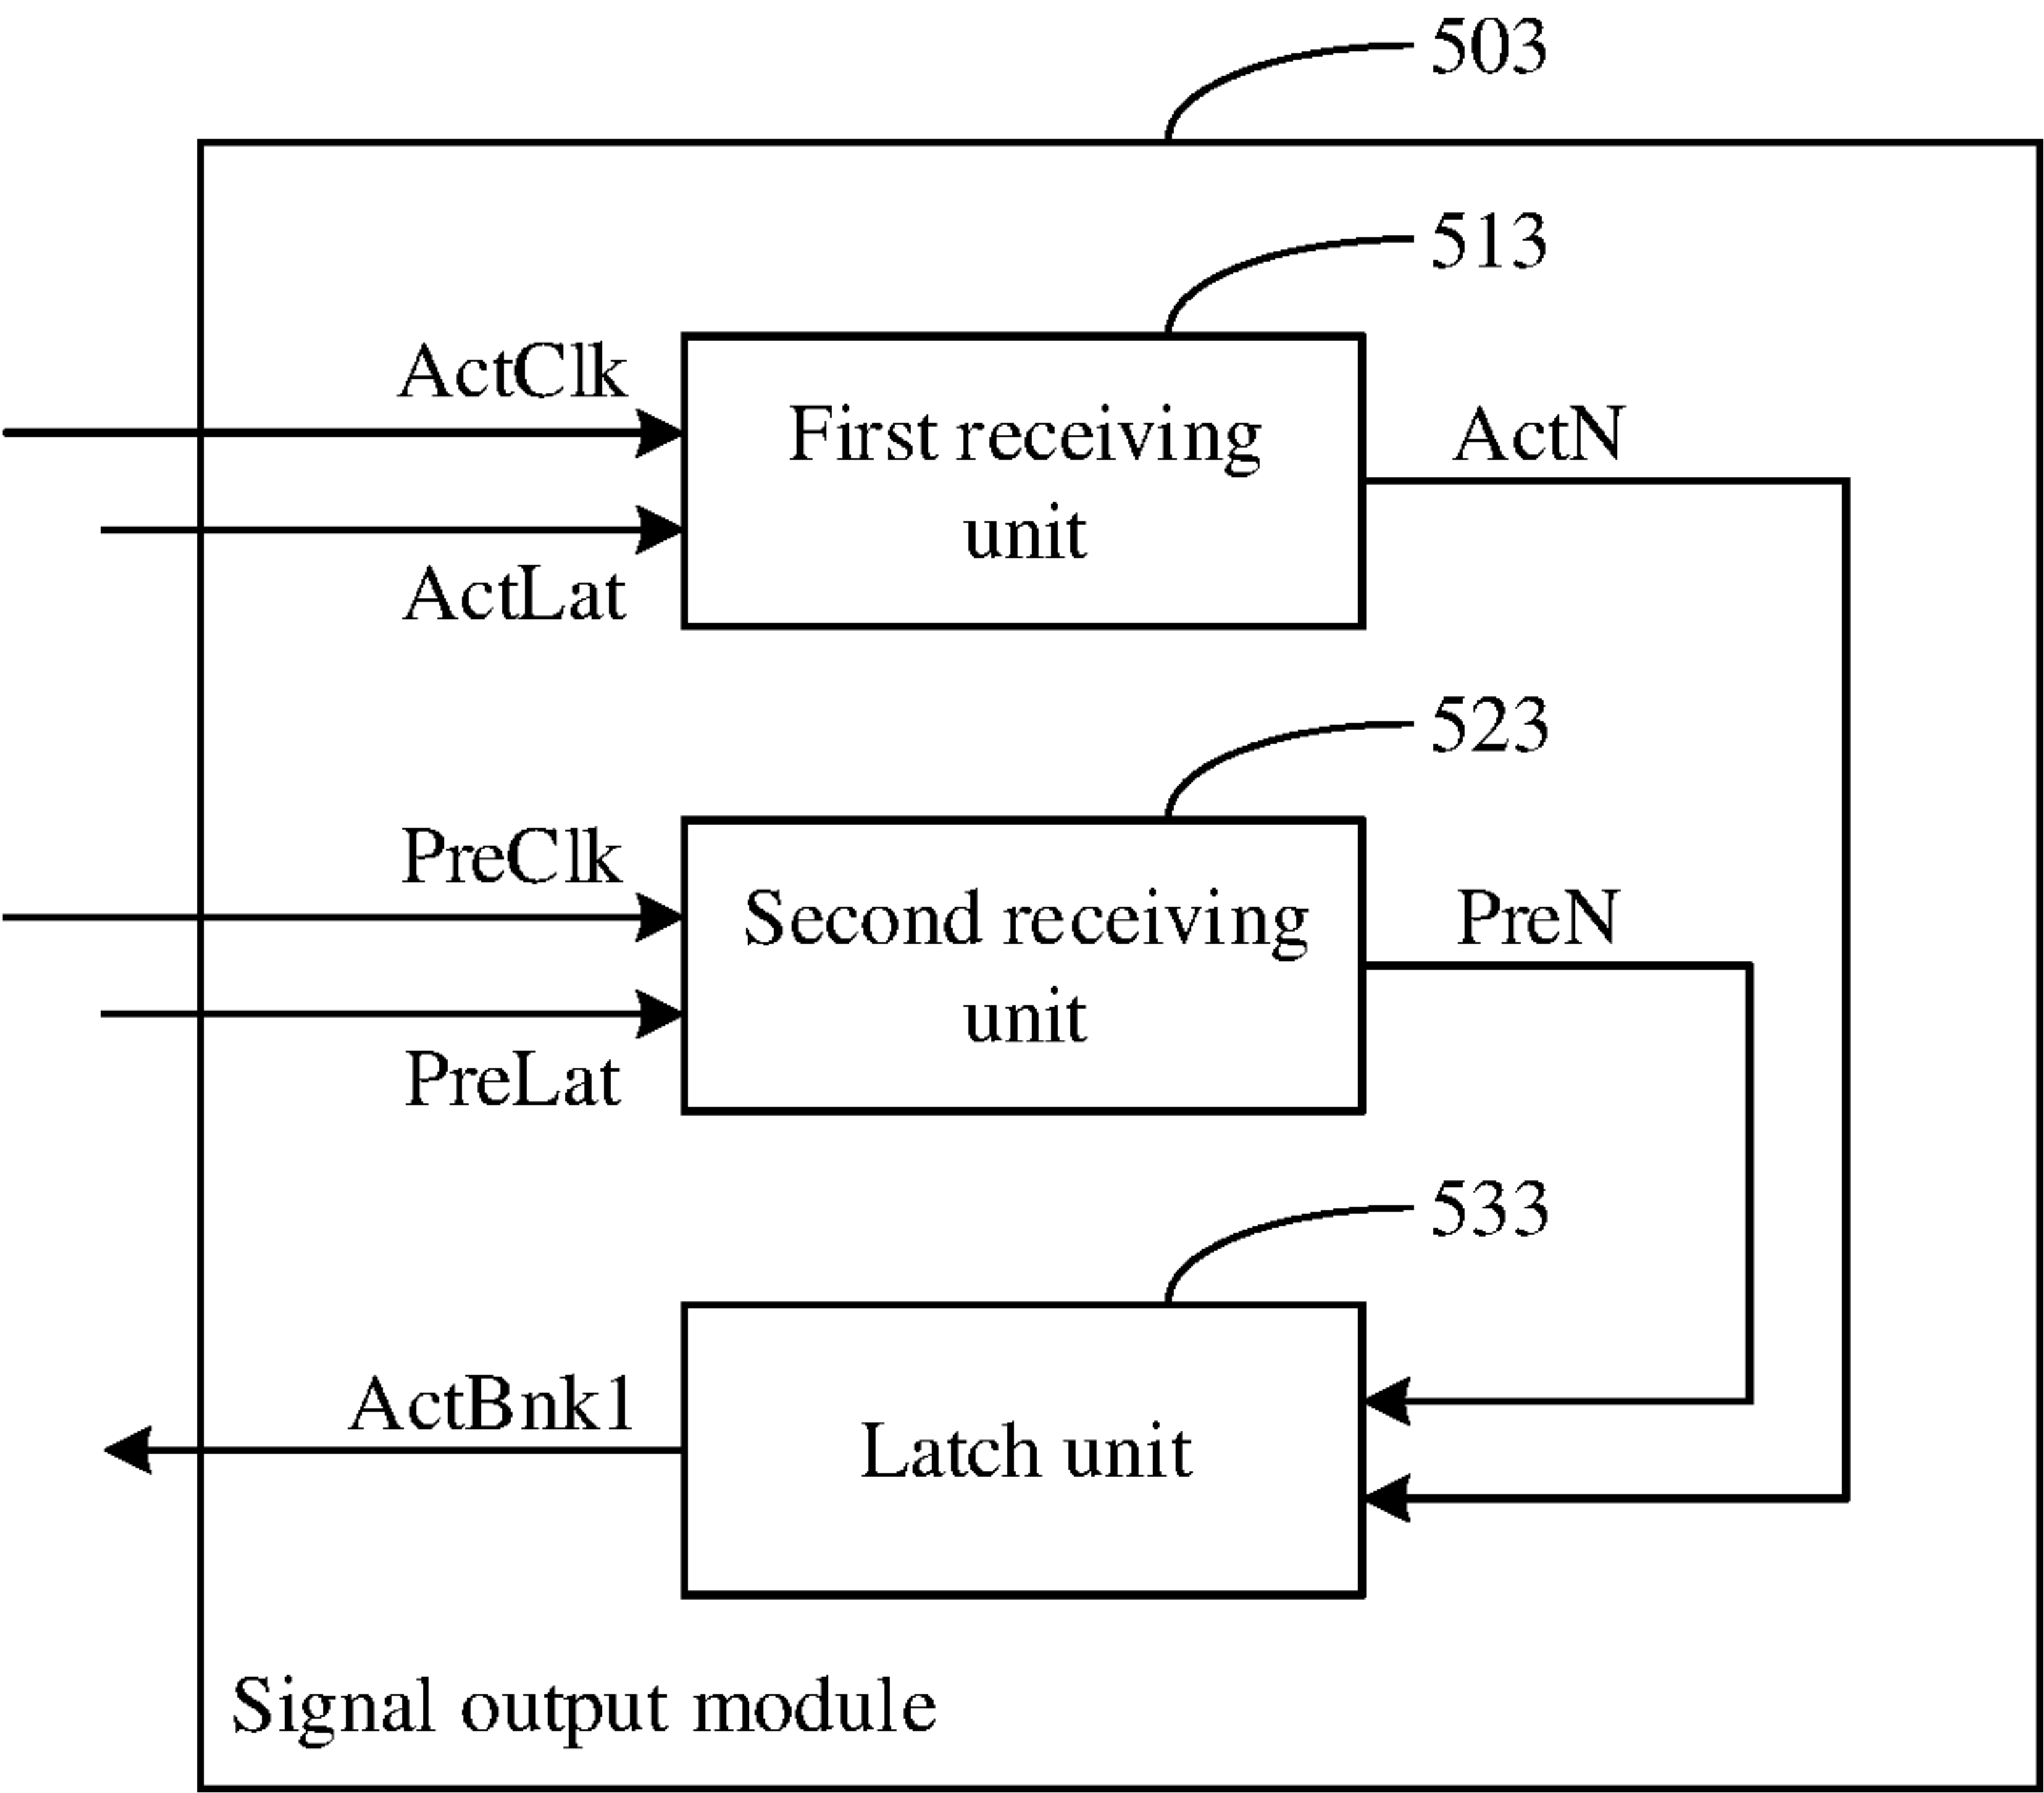 503
513
ActClk
First receiving
unit
ActN
ActLat
523
PreClk
Second receiving
unit
PreN
PreLat
533
ActBnk1
Latch unit
Signal output module